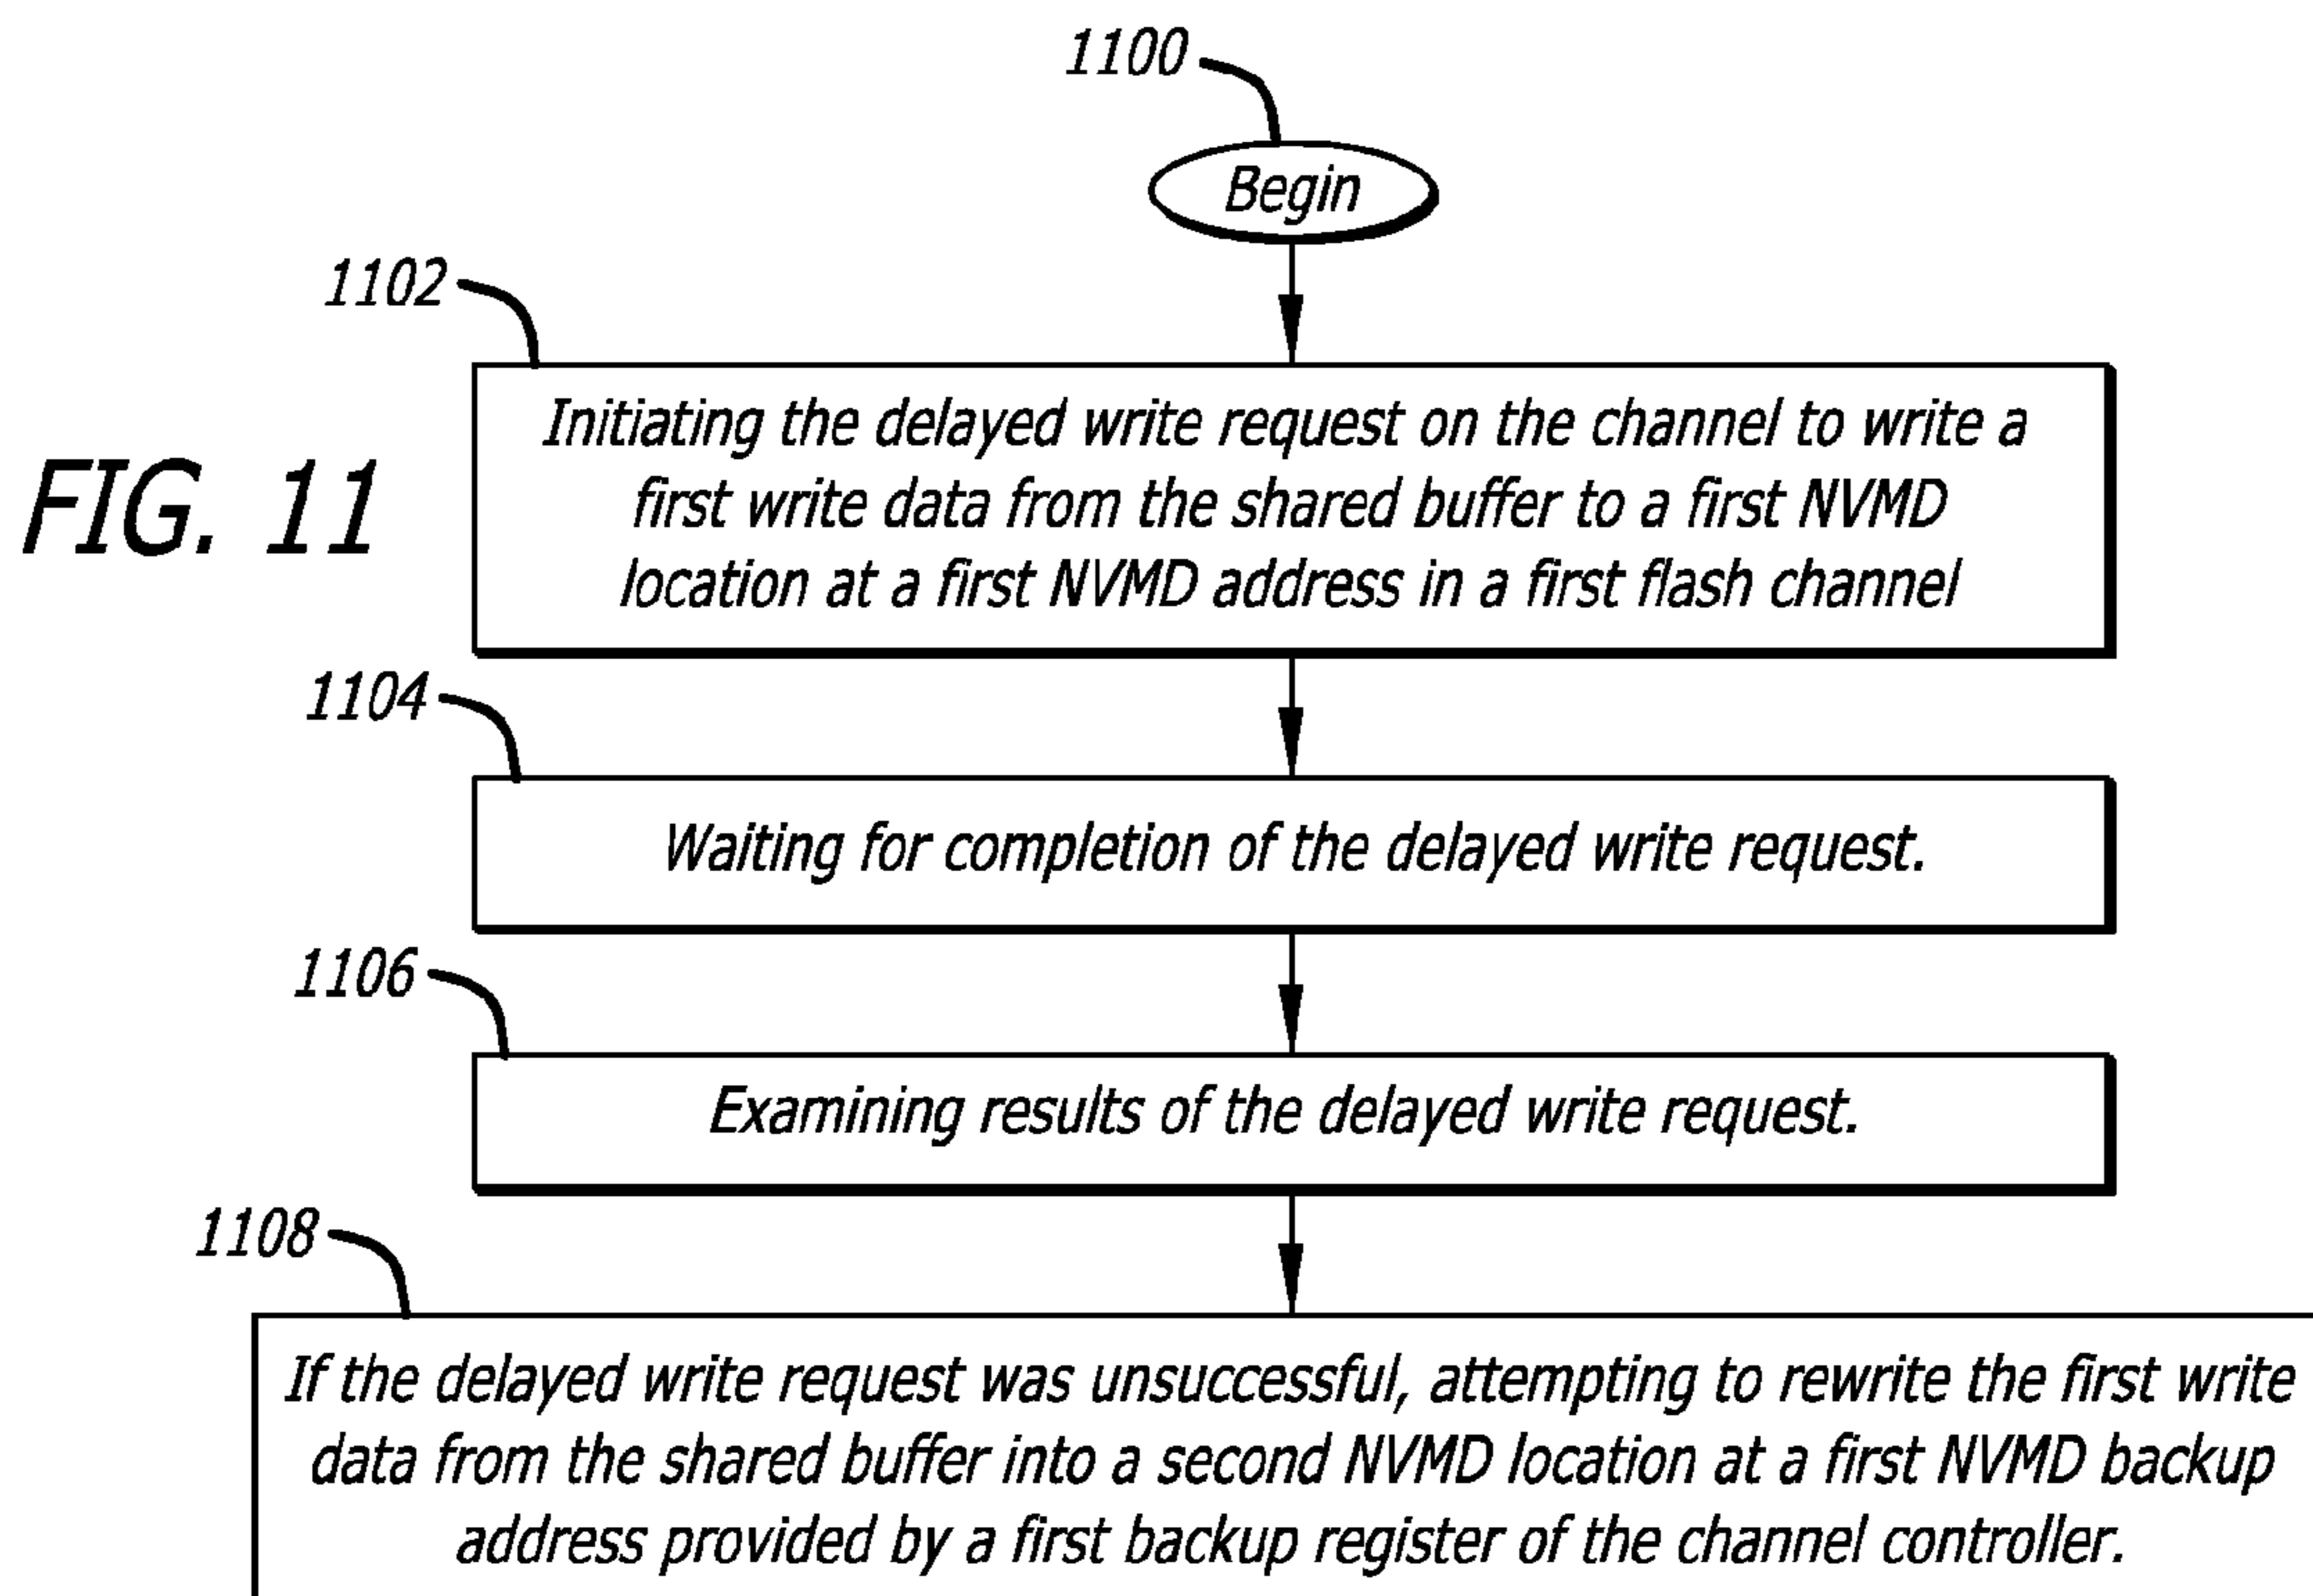 1100
Begin
1102
Initiating the delayed write request on the channel to write a
first write data from the shared buffer to a first NVMD
location at a first NVMD address in a first flash channel
FIG. 11
1104
Waiting for completion of the delayed write request.
1106
Examining results of the delayed write request.
1108
If the delayed write request was unsuccessful, attempting to rewrite the first write
data from the shared buffer into a second NVMD location at a first NVMD backup
address provided by a first backup register of the channel controller.